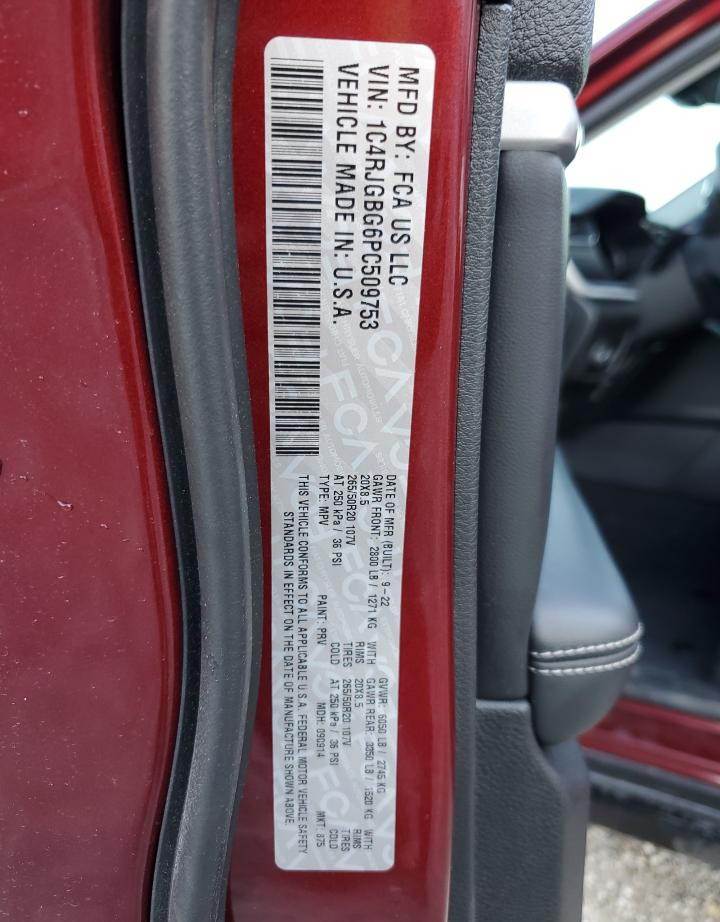 MFD BY: FCA US LLC
VIN: 1C4RJGBG6PC509753
VEHICLE MADE IN: U.S.A.
DATE OF MFR (BUILT): 9-22 GVWR: 6050 LB / 2745 KG
GAWR FRONT: 2800 LB / 1271 KG WITH GAWR REAR: 3350 LB / 1520 KG WITH
20X8.5 RIMS 20X8.5 RIMS
265/50R20 107V TIRES 265/50R20 107V TIRES
AT 250 kPa / 36 PSI COLD AT 250 kPa / 36 PSI COLD
TYPE: MPV PAINT: PRV MDH: 090914 MKT: 875
THIS VEHICLE CONFORMS TO ALL APPLICABLE U.S.A. FEDERAL MOTOR VEHICLE SAFETY
STANDARDS IN EFFECT ON THE DATE OF MANUFACTURE SHOWN ABOVE.
FCA